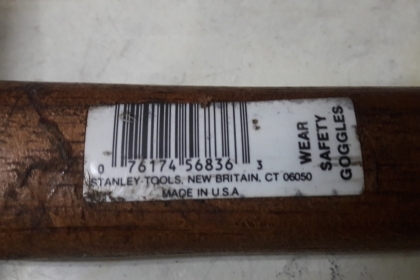 0 76174 56836 3
STANLEY TOOLS, NEW BRITAIN, CT 06050
MADE IN U.S.A.
WEAR
SAFETY
GOGGLES